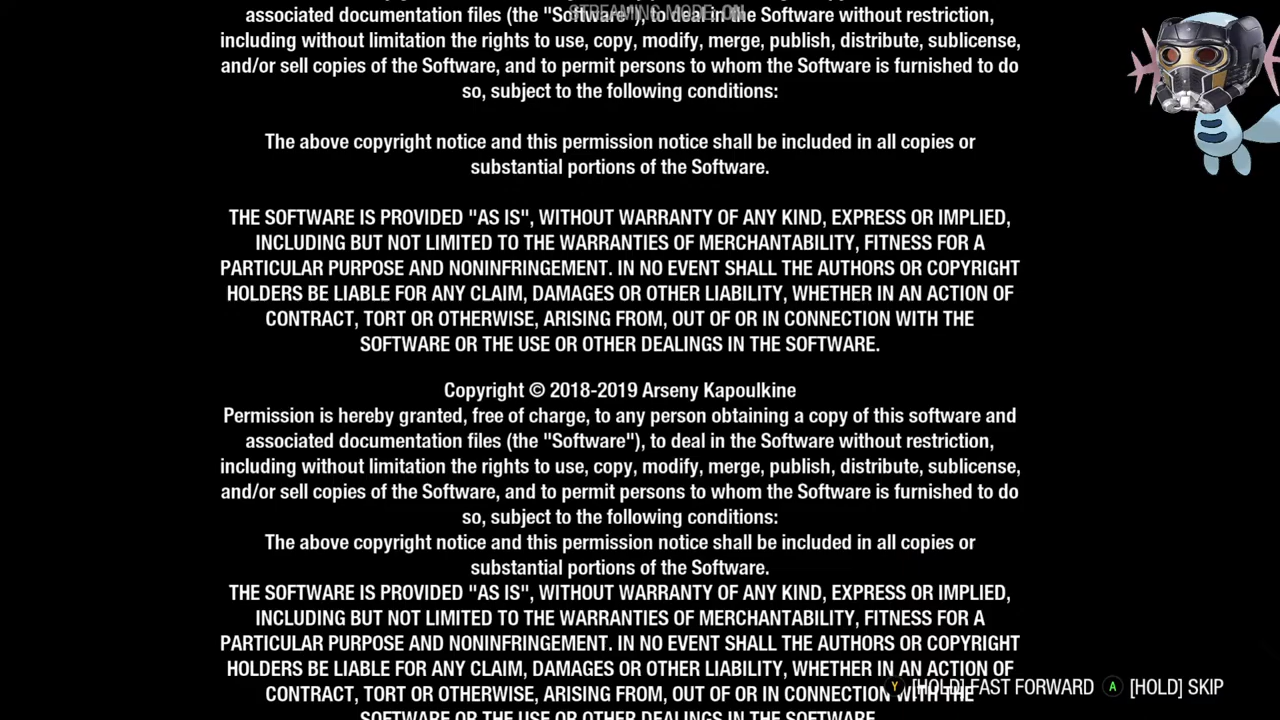 STREAMING MODE: ON
associated documentation files (the "Software"), to deal in the Software without restriction,
including without limitation the rights to use, copy, modify, merge, publish, distribute, sublicense,
and/or sell copies of the Software, and to permit persons to whom the Software is furnished to do
so, subject to the following conditions:
The above copyright notice and this permission notice shall be included in all copies or
substantial portions of the Software.
THE SOFTWARE IS PROVIDED "AS IS", WITHOUT WARRANTY OF ANY KIND, EXPRESS OR IMPLIED,
INCLUDING BUT NOT LIMITED TO THE WARRANTIES OF MERCHANTABILITY, FITNESS FOR A
PARTICULAR PURPOSE AND NONINFRINGEMENT. IN NO EVENT SHALL THE AUTHORS OR COPYRIGHT
HOLDERS BE LIABLE FOR ANY CLAIM, DAMAGES OR OTHER LIABILITY, WHETHER IN AN ACTION OF
CONTRACT, TORT OR OTHERWISE, ARISING FROM, OUT OF OR IN CONNECTION WITH THE
SOFTWARE OR THE USE OR OTHER DEALINGS IN THE SOFTWARE.
Copyright © 2018-2019 Arseny Kapoulkine
Permission is hereby granted, free of charge, to any person obtaining a copy of this software and
associated documentation files (the "Software"), to deal in the Software without restriction,
including without limitation the rights to use, copy, modify, merge, publish, distribute, sublicense,
and/or sell copies of the Software, and to permit persons to whom the Software is furnished to do
so, subject to the following conditions:
The above copyright notice and this permission notice shall be included in all copies or
substantial portions of the Software.
THE SOFTWARE IS PROVIDED "AS IS", WITHOUT WARRANTY OF ANY KIND, EXPRESS OR IMPLIED,
INCLUDING BUT NOT LIMITED TO THE WARRANTIES OF MERCHANTABILITY, FITNESS FOR A
PARTICULAR PURPOSE AND NONINFRINGEMENT. IN NO EVENT SHALL THE AUTHORS OR COPYRIGHT
HOLDERS BE LIABLE FOR ANY CLAIM, DAMAGES OR OTHER LIABILITY, WHETHER IN AN ACTION OF
CONTRACT, TORT OR OTHERWISE, ARISING FROM, OUT OF OR IN CONNECTION WITH THE
Y [HOLD] FAST FORWARD A [HOLD] SKIP
SOFTWARE OR THE USE OR OTHER DEALINGS IN THE SOFTWARE.